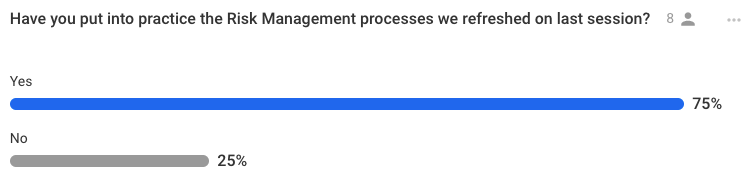 Have you put into practice the Risk Management processes we refreshed on last session? 8
Yes
75%
No
25%